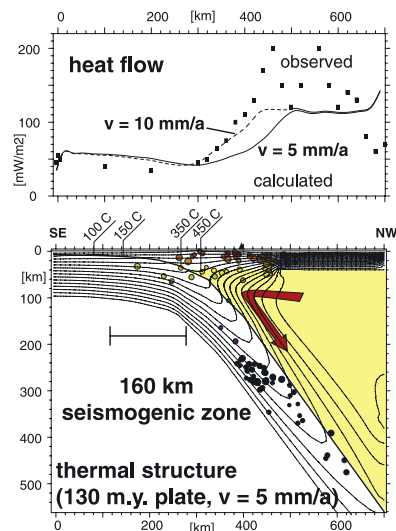 0 200 [km] 400 600
200
150
100
50
0
[mW/m2]
heat flow
observed
v = 10 mm/a
v = 5 mm/a
calculated
SE
100 C
150 C
350 C
450 C
NW
0
[km]
100
200
300
400
500
160 km
seismogenic zone
thermal structure
(130 m.y. plate, v = 5 mm/a)
0 200 [km] 400 600